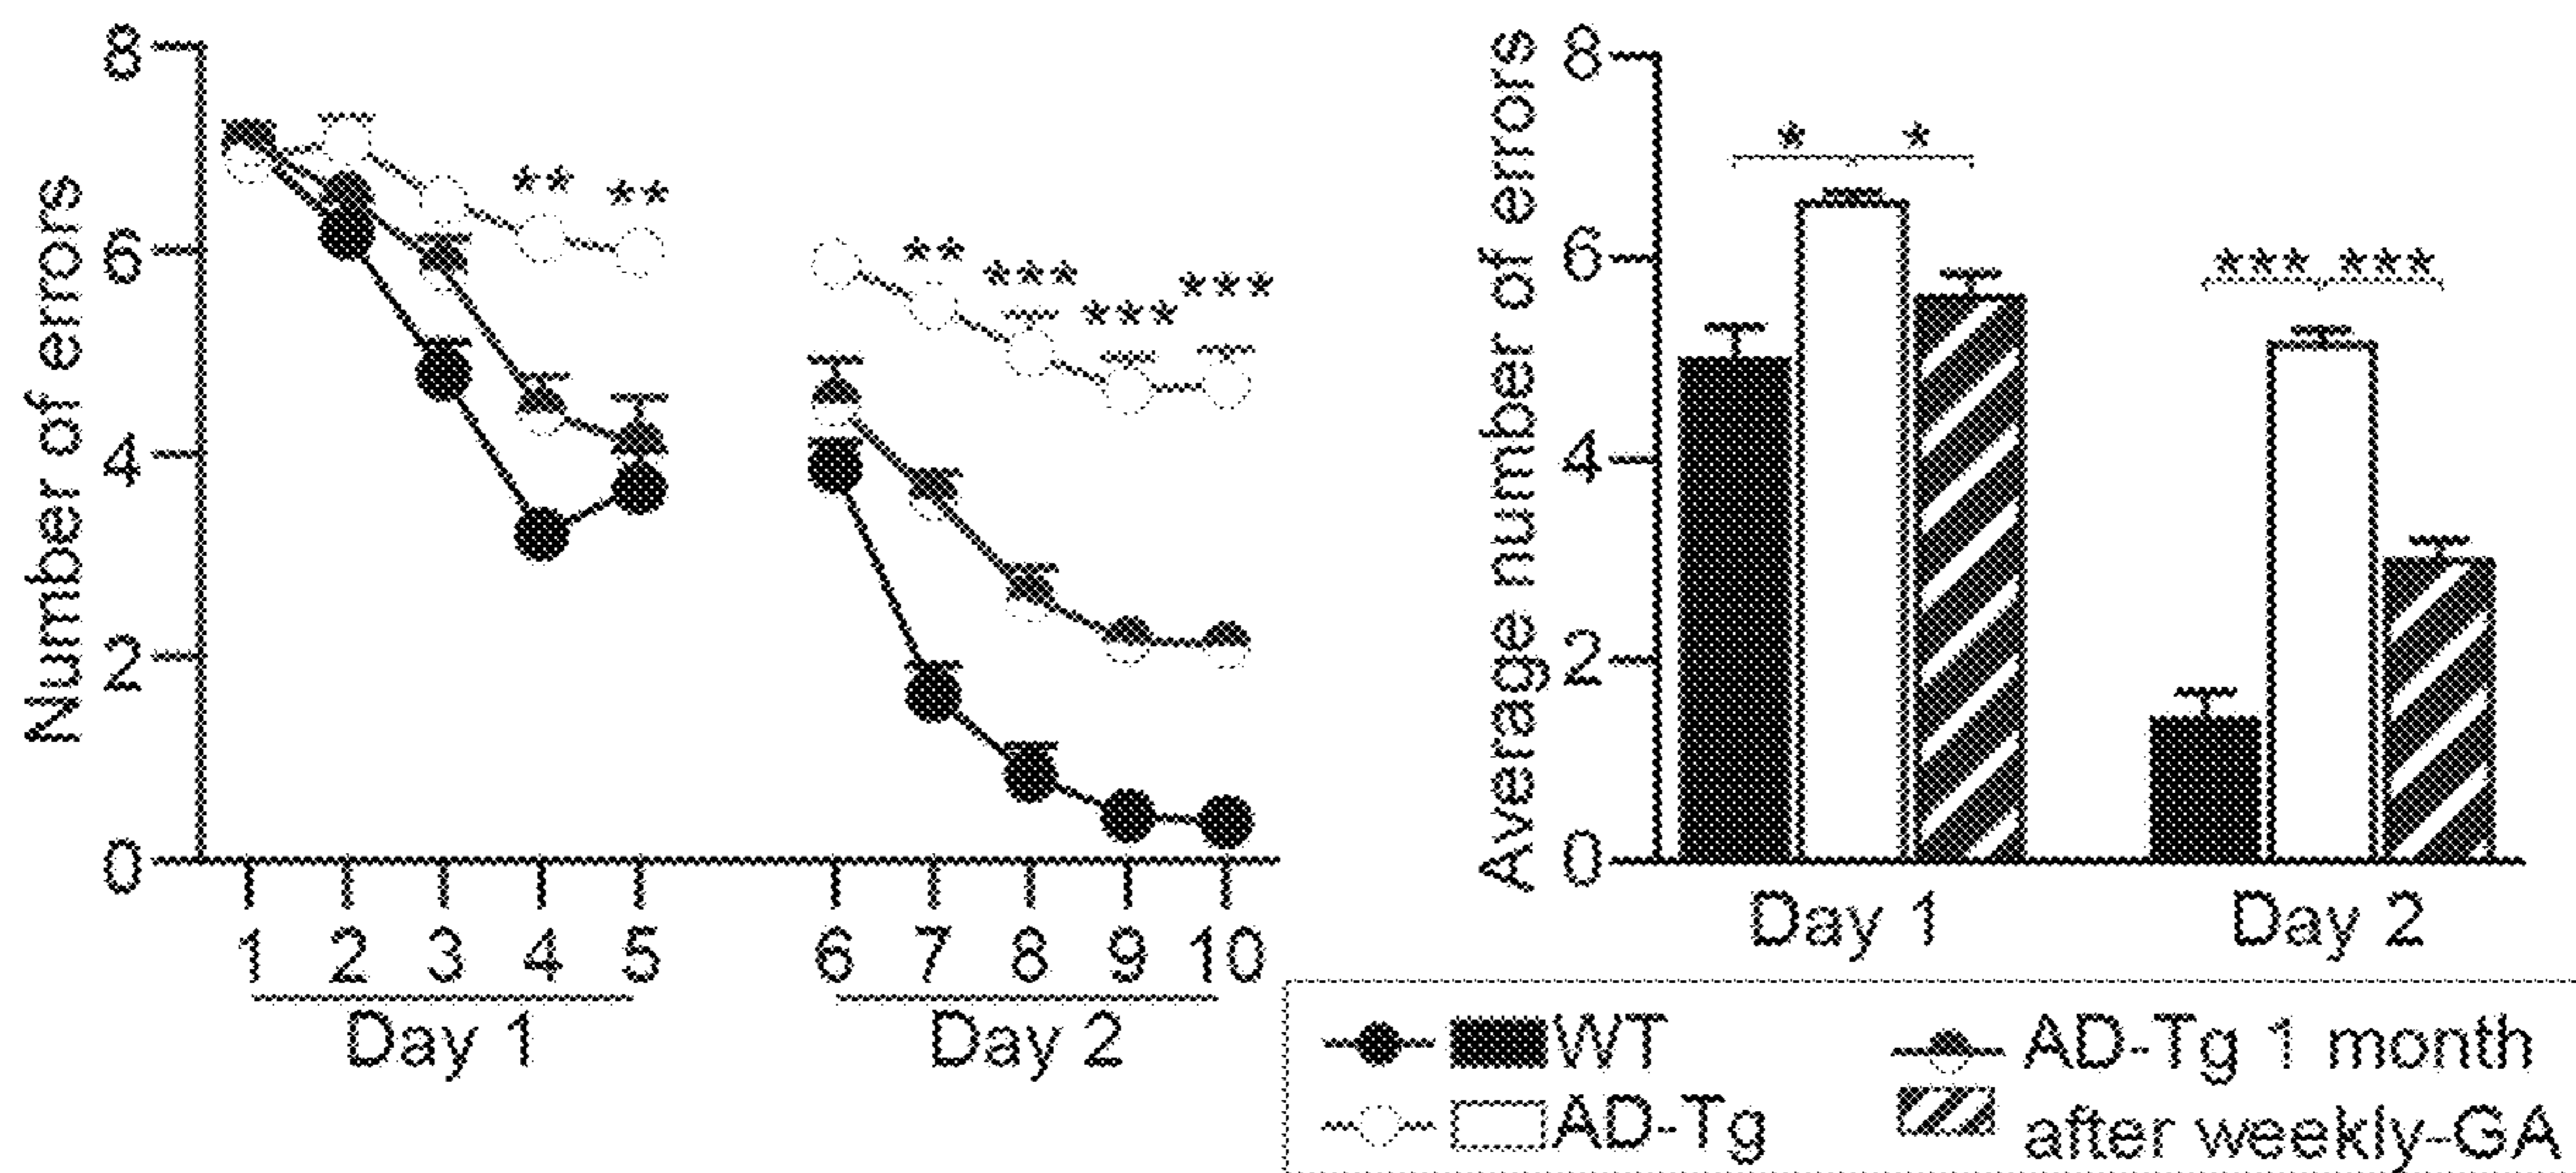 Number of errors
8
6
4
2
0
** **
** *** *** ***
1 2 3 4 5 6 7 8 9 10
Day 1 Day 2
Average number of errors
8
6
4
2
0
* *
*** ***
Day 1 Day 2
WT
AD-Tg
AD-Tg 1 month
after weekly-GA